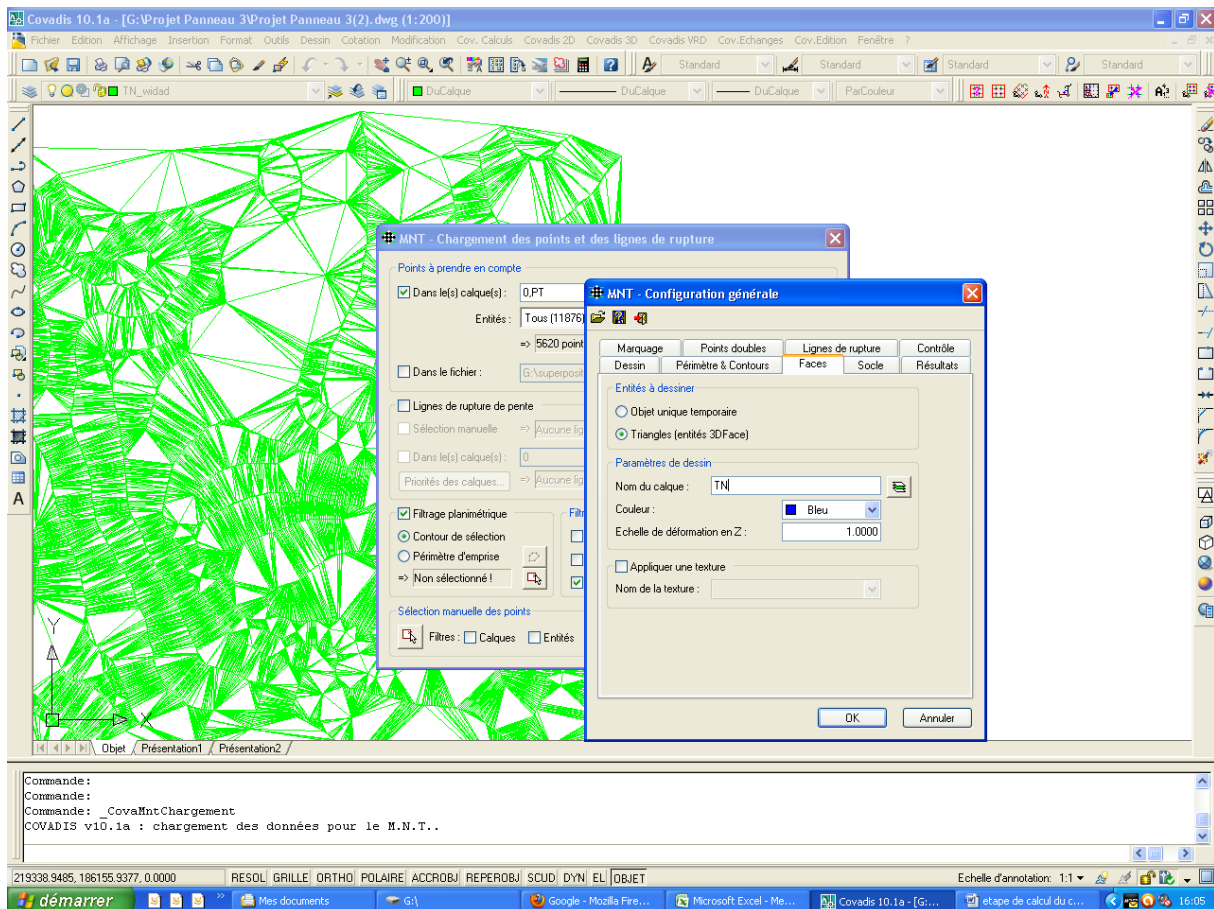 Covadis 10.1a - [G:\Projet Panneau 3\Projet Panneau 3(2).dwg (1:200)]
Fichier Edition Affichage Insertion Format Outils Dessin Cotation Modification Cov. Calculs Covadis 2D Covadis 3D Covadis VRD Cov.Echanges Cov.Edition Fenêtre ?
Standard Standard Standard Standard
TN_widad DuCalque DuCalque DuCalque ParCouleur
MNT - Chargement des points et des lignes de rupture
Points à prendre en compte
Dans le(s) calque(s) : 0,PT
Entités : Tous (11876)
=> 5620 point
Dans le fichier : G:\superposit
Lignes de rupture de pente
Sélection manuelle => Aucune lig
Dans le(s) calque(s) : 0
Priorités des calques... => Aucune lig
Filtrage planimétrique
Filtr
Contour de sélection
Périmètre d'emprise
=> Non sélectionné !
Sélection manuelle des points
Filtres : Calques Entités
MNT - Configuration générale
Marquage Points doubles Lignes de rupture Contrôle
Dessin Périmètre & Contours Faces Socle Résultats
Entités à dessiner
Objet unique temporaire
Triangles (entités 3DFace)
Paramètres de dessin
Nom du calque : TN
Couleur : Bleu
Echelle de déformation en Z : 1.0000
Appliquer une texture
Nom de la texture :
OK Annuler
Y
X
Objet Présentation1 Présentation2
Commande:
Commande:
Commande: _CovaMntChargement
COVADIS v10.1a : chargement des données pour le M.N.T..
219338.9485, 186155.9377, 0.0000 RESOL GRILLE ORTHO POLAIRE ACCROBJ REPEROBJ SCUD DYN EL OBJET Echelle d'annotation: 1:1
démarrer Mes documents G:\ Google - Mozilla Fire... Microsoft Excel - Me... Covadis 10.1a - [G:... etape de calcul du c... 16:05